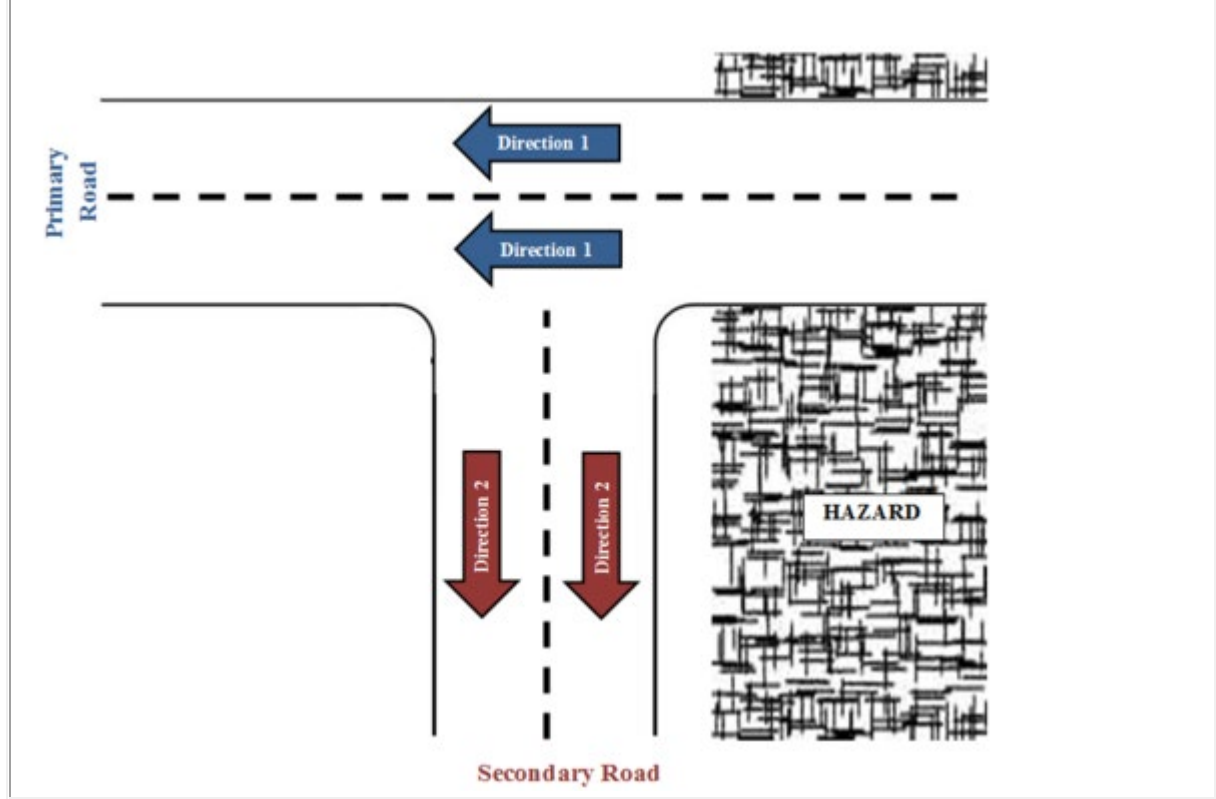 Direction 1
Primary
Road
Direction 1
Direction 2
Direction 2
HAZARD
Secondary Road